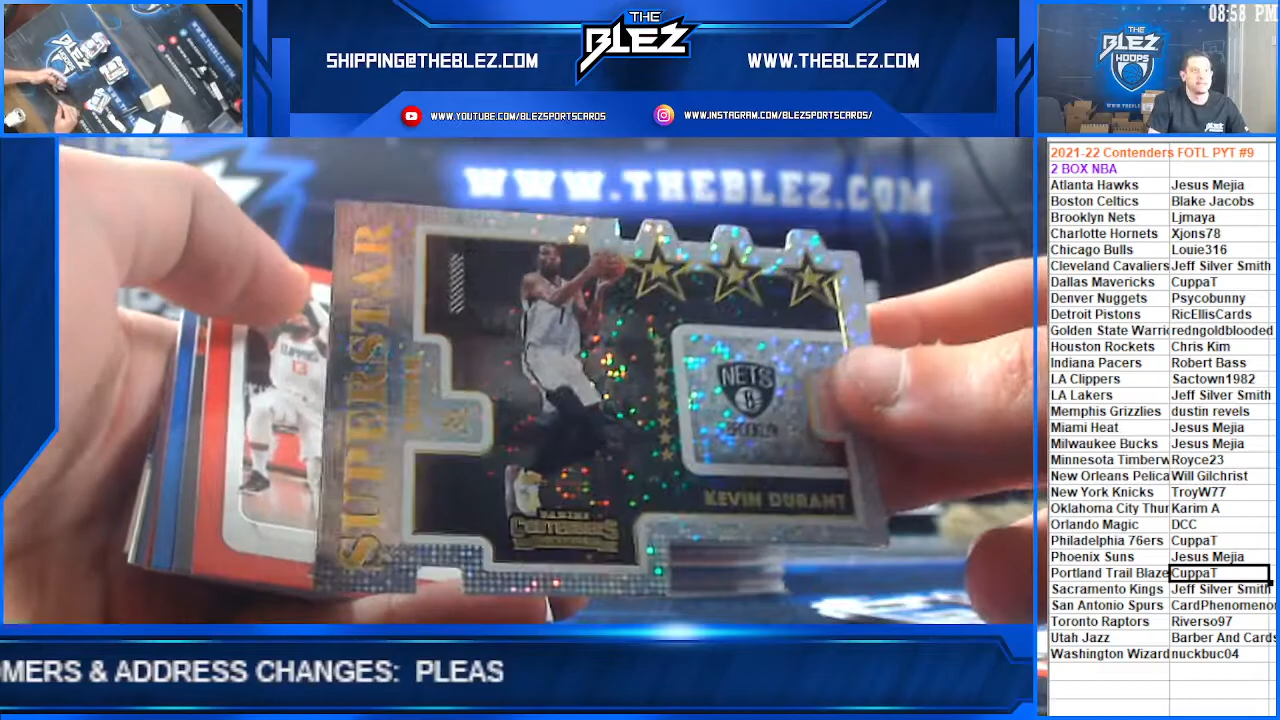 08:58 PM
THE
BLEZ
SHIPPING@THEBLEZ.COM
WWW.THEBLEZ.COM
WWW.YOUTUBE.COM/BLEZSPORTSCARDS
WWW.INSTAGRAM.COM/BLEZSPORTSCARDS/
THE
BLEZ
HOOPS
WWW.THEBLEZ.COM
SUPERSTAR
CLIPPERS
13
NETS
B
BROOKLYN
KEVIN DURANT
PANINI
CONTENDERS
2021-22 Contenders FOTL PYT #9
2 BOX NBA
Atlanta Hawks Jesus Mejia
Boston Celtics Blake Jacobs
Brooklyn Nets Ljmaya
Charlotte Hornets Xjons78
Chicago Bulls Louie316
Cleveland Cavaliers Jeff Silver Smith
Dallas Mavericks CuppaT
Denver Nuggets Psycobunny
Detroit Pistons RicEllisCards
Golden State Warric redngoldblooded
Houston Rockets Chris Kim
Indiana Pacers Robert Bass
LA Clippers Sactown1982
LA Lakers Jeff Silver Smith
Memphis Grizzlies dustin revels
Miami Heat Jesus Mejia
Milwaukee Bucks Jesus Mejia
Minnesota Timberw Royce23
New Orleans Pelica Will Gilchrist
New York Knicks TroyW77
Oklahoma City Thun Karim A
Orlando Magic DCC
Philadelphia 76ers CuppaT
Phoenix Suns Jesus Mejia
Portland Trail Blaze CuppaT
Sacramento Kings Jeff Silver Smith
San Antonio Spurs CardPhenomeno
Toronto Raptors Riverso97
Utah Jazz Barber And Cards
Washington Wizard nuckbuc04
OMERS & ADDRESS CHANGES: PLEAS